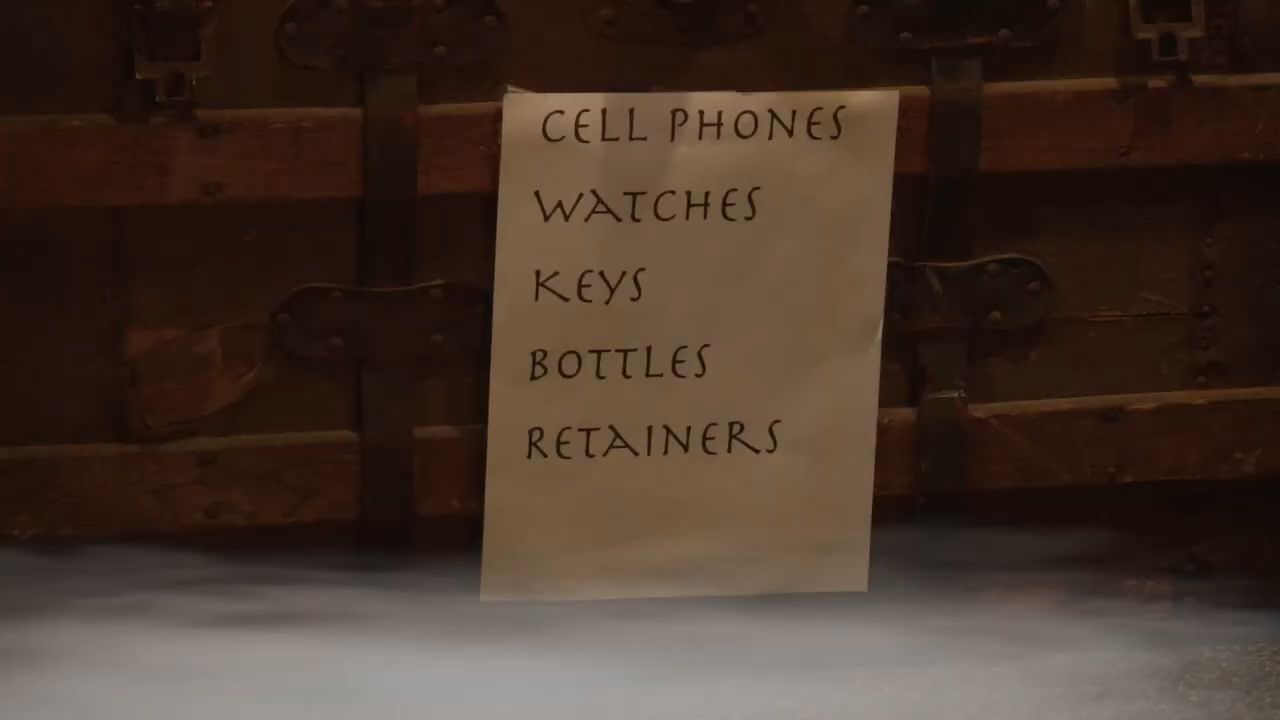 CELL PHONES
WATCHES
KEYS
BOTTLES
RETAINERS